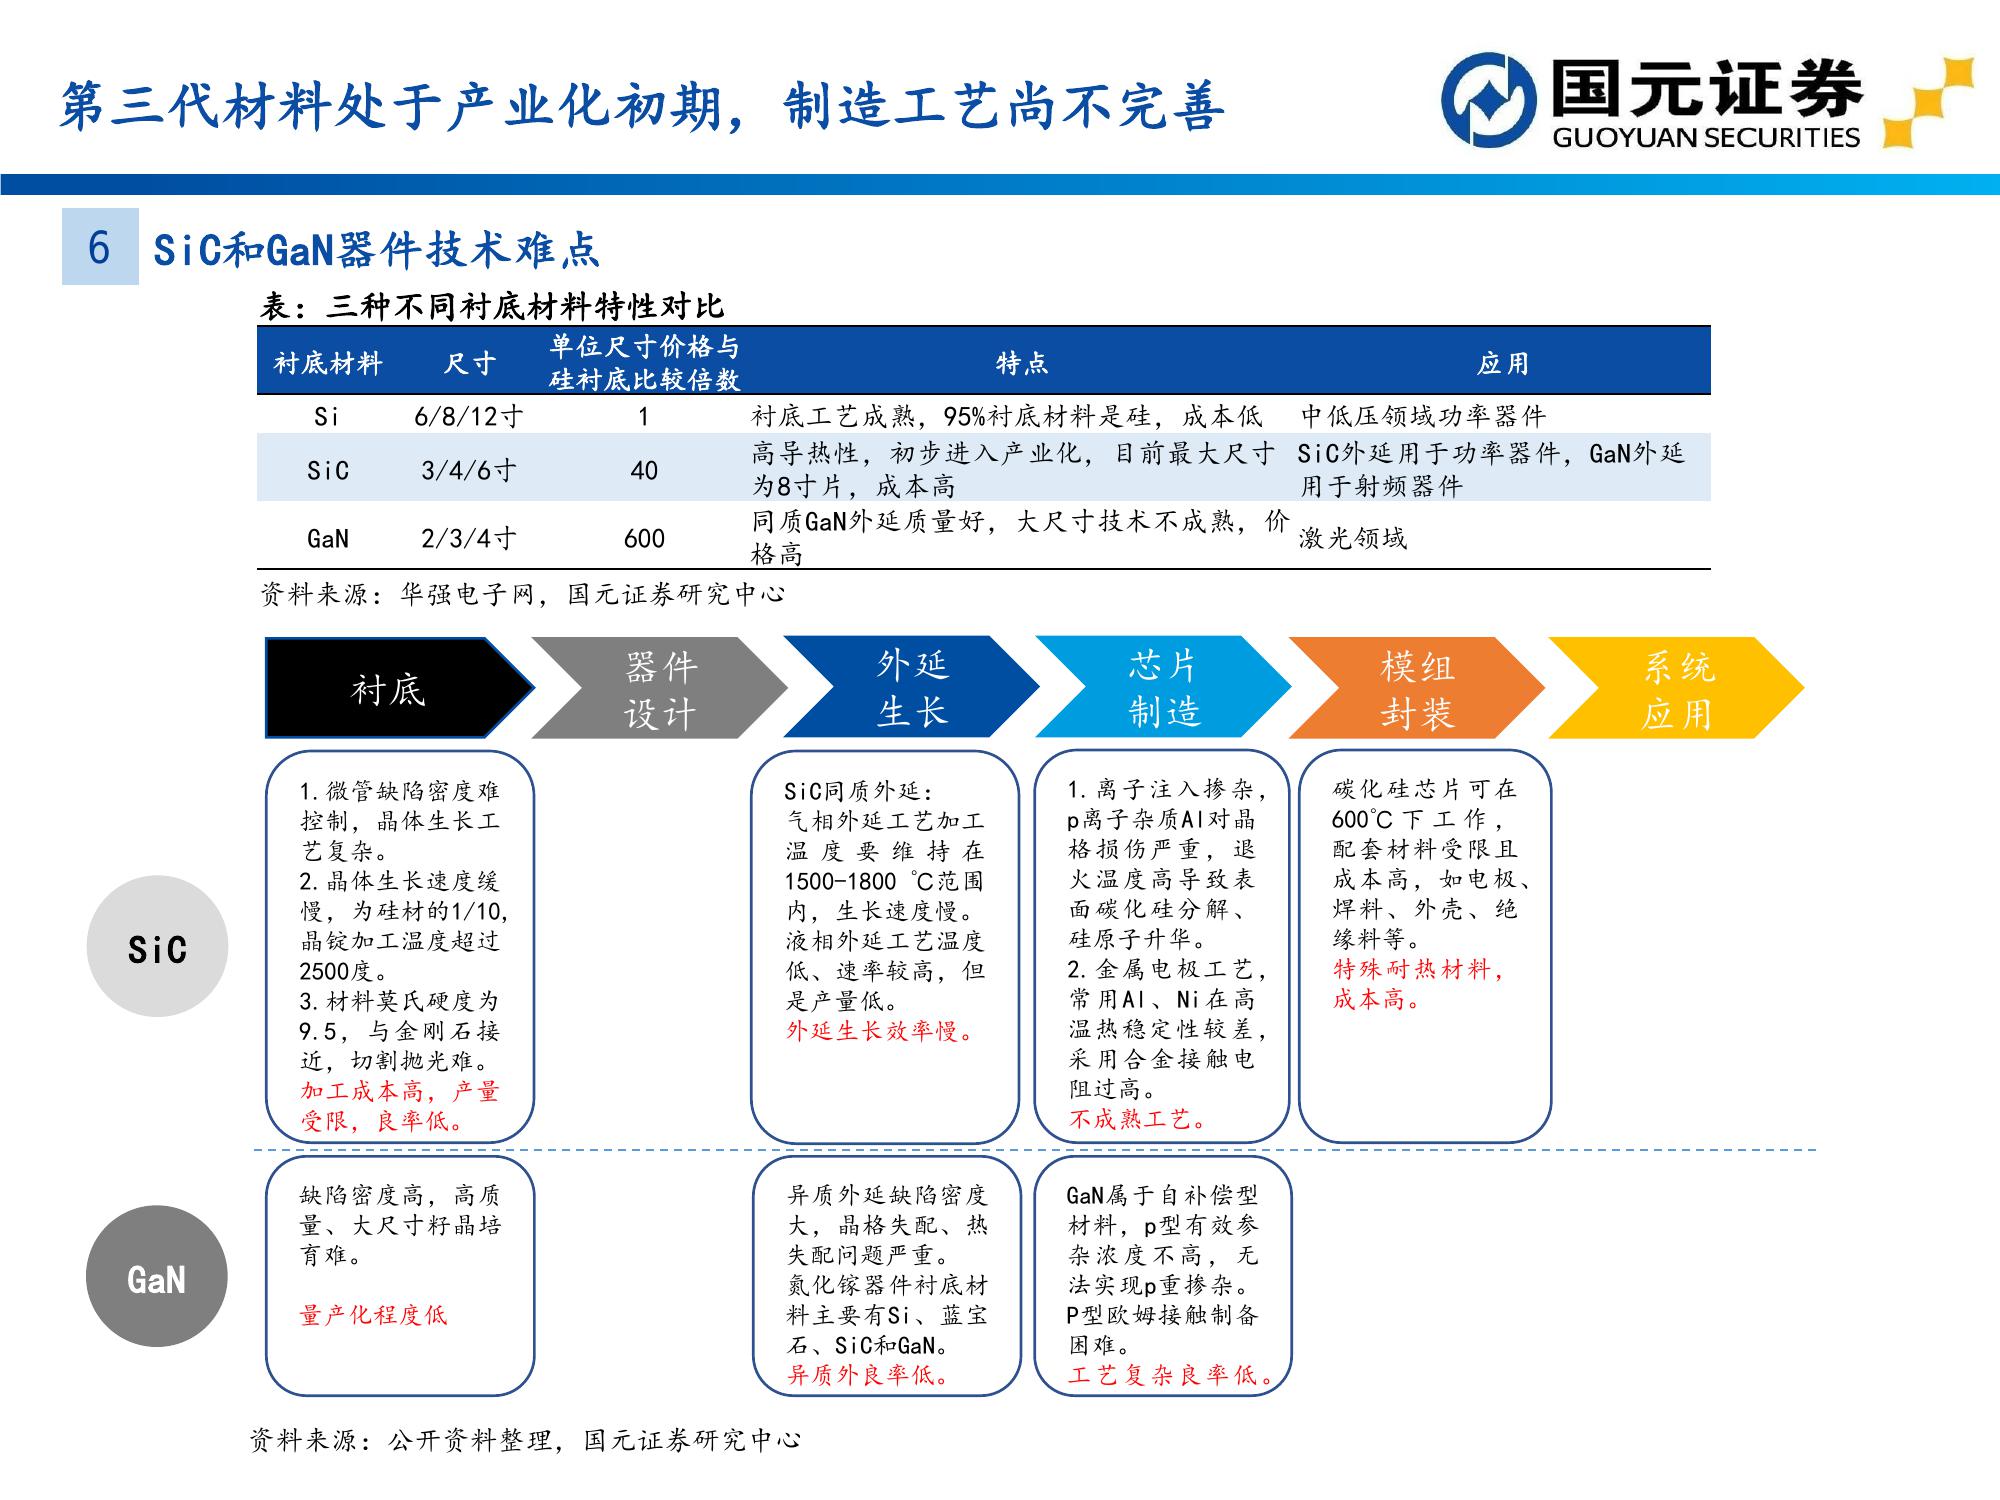 第三代材料处于产业化初期，制造工艺尚不完善
国元证券
GUOYUAN SECURITIES
6
SiC和GaN器件技术难点
表：三种不同衬底材料特性对比
衬底材料 尺寸 单位尺寸价格与硅衬底比较倍数 特点 应用
Si 6/8/12寸 1 衬底工艺成熟，95%衬底材料是硅，成本低 中低压领域功率器件
SiC 3/4/6寸 40 高导热性，初步进入产业化，目前最大尺寸为8寸片，成本高 SiC外延用于功率器件，GaN外延用于射频器件
GaN 2/3/4寸 600 同质GaN外延质量好，大尺寸技术不成熟，价格高 激光领域
资料来源：华强电子网，国元证券研究中心
衬底
器件
设计
外延
生长
芯片
制造
模组
封装
系统
应用
SiC
1.微管缺陷密度难
控制，晶体生长工
艺复杂。
2.晶体生长速度缓
慢，为硅材的1/10，
晶锭加工温度超过
2500度。
3.材料莫氏硬度为
9.5，与金刚石接
近，切割抛光难。
加工成本高，产量
受限，良率低。
SiC同质外延：
气相外延工艺加工
温度要维持在
1500-1800 ℃范围
内，生长速度慢。
液相外延工艺温度
低、速率较高，但
是产量低。
外延生长效率慢。
1.离子注入掺杂，
p离子杂质Al对晶
格损伤严重，退
火温度高导致表
面碳化硅分解、
硅原子升华。
2.金属电极工艺，
常用Al、Ni在高
温热稳定性较差，
采用合金接触电
阻过高。
不成熟工艺。
碳化硅芯片可在
600℃下工作，
配套材料受限且
成本高，如电极、
焊料、外壳、绝
缘料等。
特殊耐热材料，
成本高。
GaN
缺陷密度高，高质
量、大尺寸籽晶培
育难。
量产化程度低
异质外延缺陷密度
大，晶格失配、热
失配问题严重。
氮化镓器件衬底材
料主要有Si、蓝宝
石、SiC和GaN。
异质外良率低。
GaN属于自补偿型
材料，p型有效参
杂浓度不高，无
法实现p重掺杂。
P型欧姆接触制备
困难。
工艺复杂良率低。
资料来源：公开资料整理，国元证券研究中心